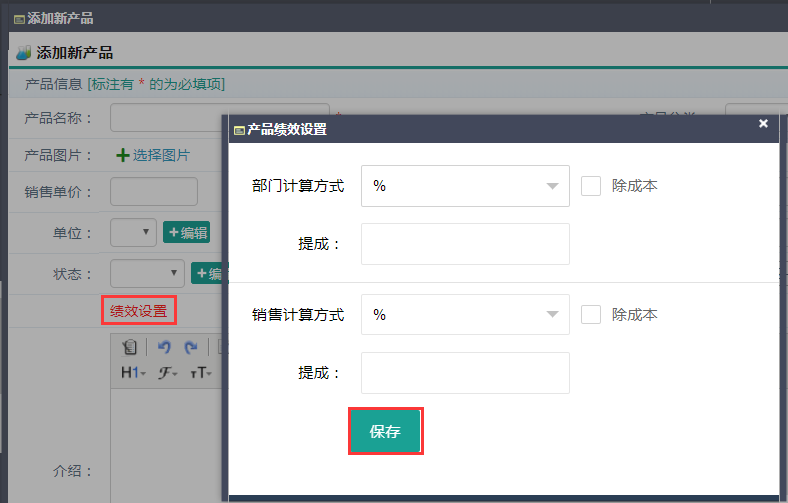 添加新产品
添加新产品
产品信息 [标注有 * 的为必填项]
产品名称：
*
产品图片：
选择图片
销售单价：
单位：
+编辑
状态：
+编
绩效设置
H1
ℱ
тT
介绍：
产品绩效设置
×
部门计算方式
%
除成本
提成：
销售计算方式
%
除成本
提成：
保存